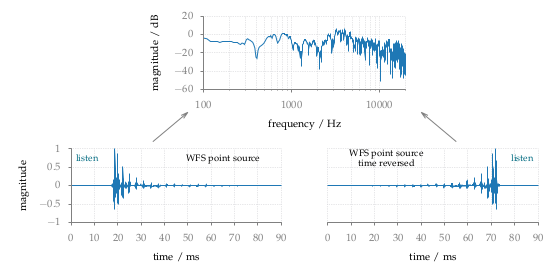 magnitude / dB
20
0
−20
−40
−60
100
1000
10000
frequency / Hz
magnitude
1
0.5
0
−0.5
−1
listen
WFS point source
0 10 20 30 40 50 60 70 80 90
time / ms
WFS point source
time reversed
listen
0 10 20 30 40 50 60 70 80 90
time / ms